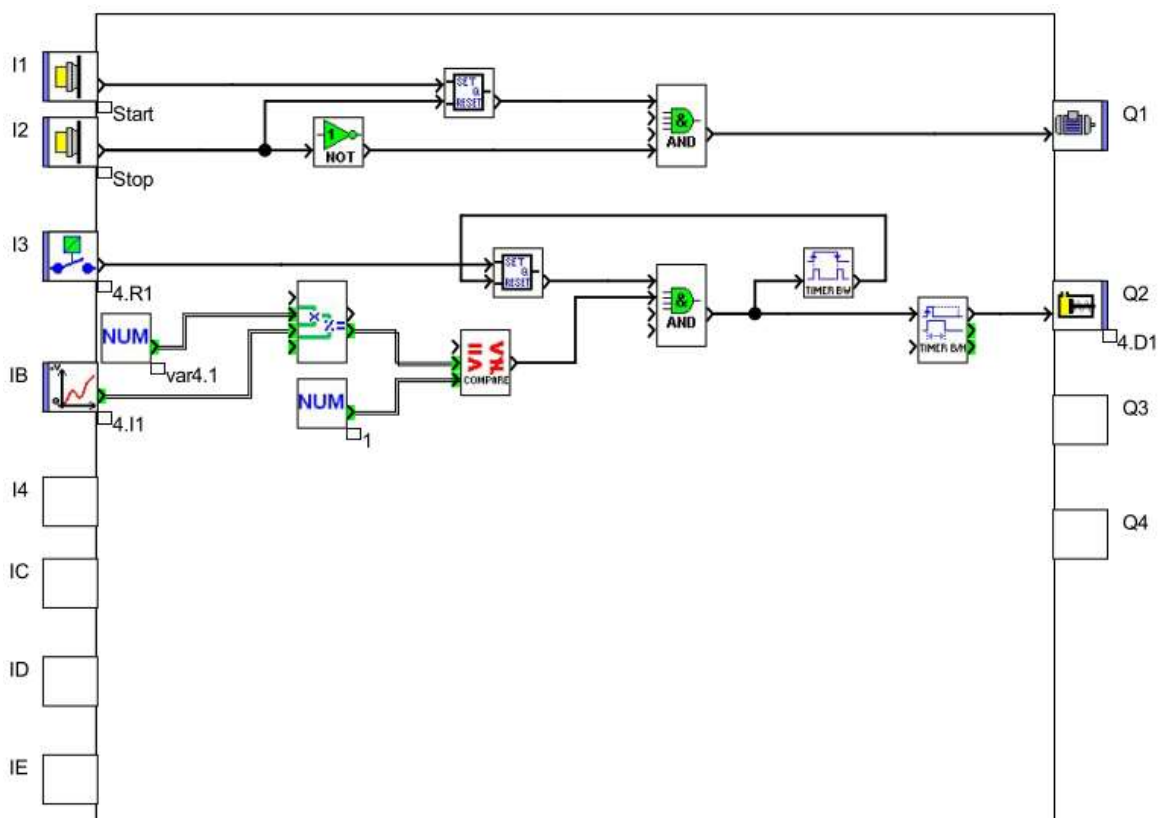 I1
SET
Q
RESET
Start
Q1
I2
1
NOT
&
AND
Stop
I3
SET
Q
RESET
TIMER B/W
4.R1
&
AND
Q2
NUM
TIMER B/H
4.D1
var4.1
COMPARE
IB
NUM
Q3
4.I1
1
I4
Q4
IC
ID
IE